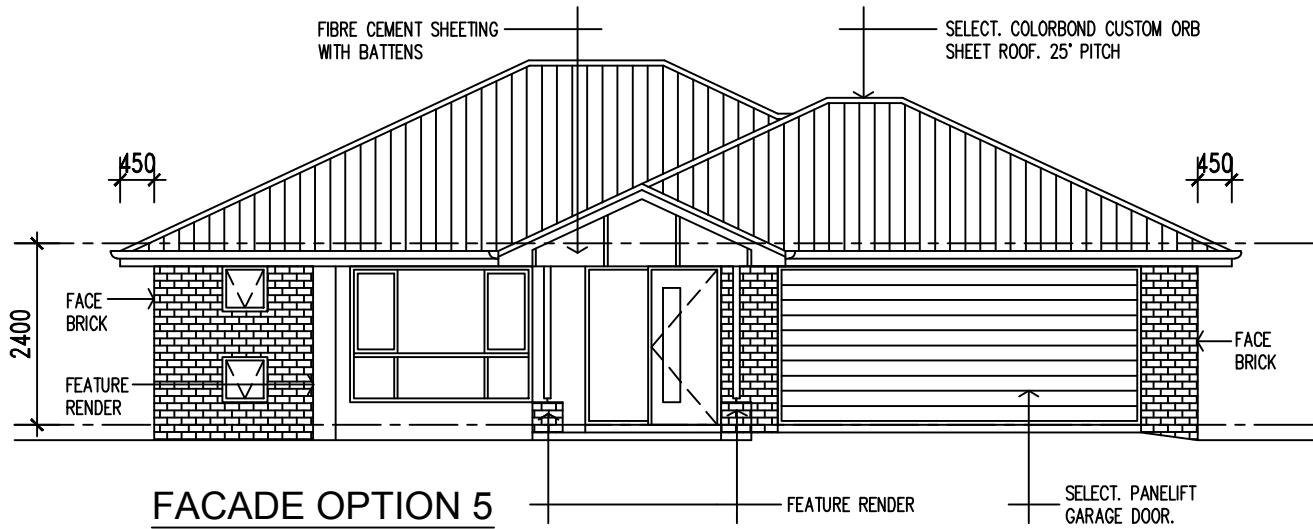 FIBRE CEMENT SHEETING
WITH BATTENS
SELECT. COLORBOND CUSTOM ORB
SHEET ROOF. 25° PITCH
450
450
2400
FACE
BRICK
FACE
BRICK
FEATURE
RENDER
FACADE OPTION 5
FEATURE RENDER
SELECT. PANELIFT
GARAGE DOOR.